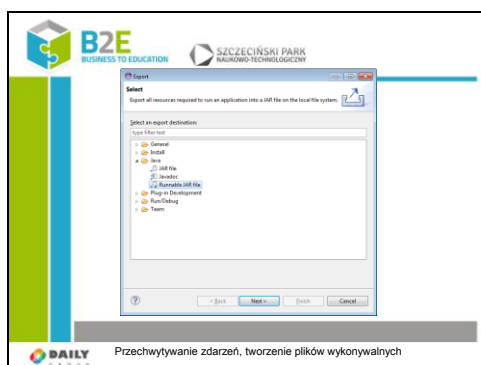 B2E
BUSINESS TO EDUCATION
SZCZECIŃSKI PARK
NAUKOWO-TECHNOLOGICZNY
Export
Select
Export all resources required to run an application into a JAR file on the local file system.
Select an export destination:
type filter text
General
Install
Java
JAR file
Javadoc
Runnable JAR file
Plug-in Development
Run/Debug
Team
< Back
Next >
Finish
Cancel
Przechwytywanie zdarzeń, tworzenie plików wykonywalnych
DAILY